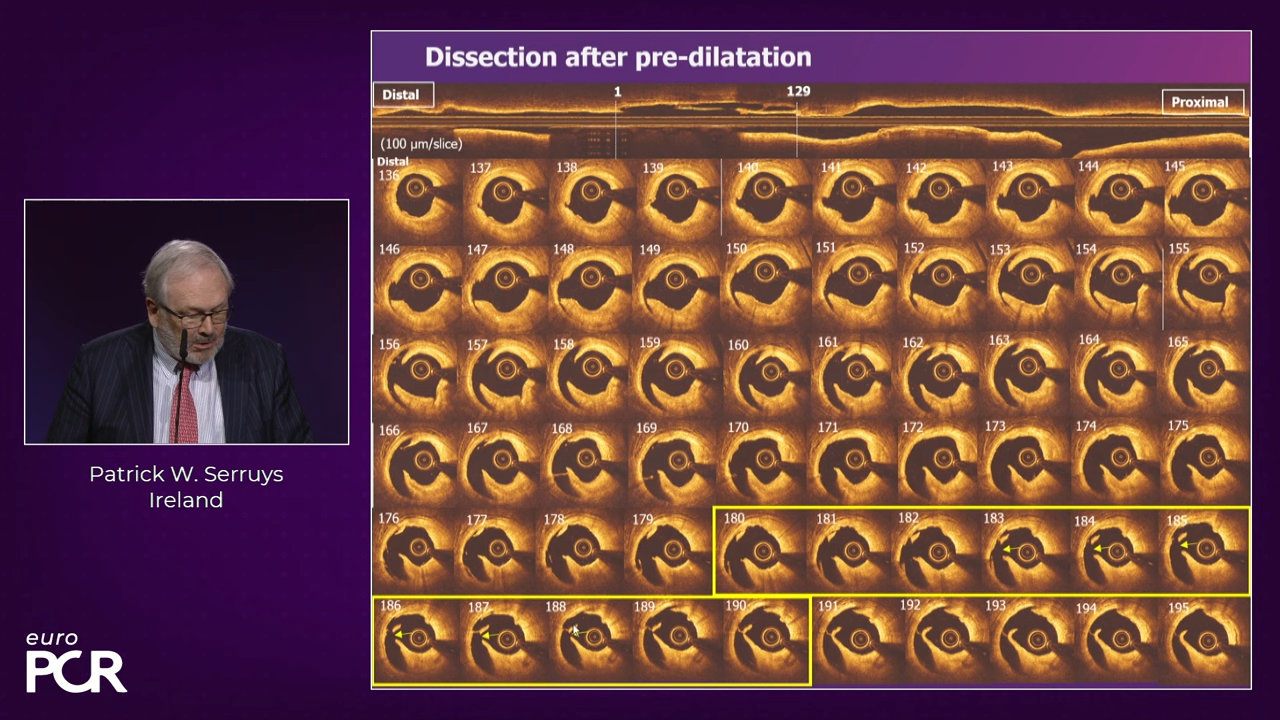 Dissection after pre-dilatation
Distal
1
129
Proximal
(100 µm/slice)
Distal
136 137 138 139 140 141 142 143 144 145
146 147 148 149 150 151 152 153 154 155
156 157 158 159 160 161 162 163 164 165
166 167 168 169 170 171 172 173 174 175
176 177 178 179 180 181 182 183 184 185
186 187 188 189 190 191 192 193 194 195
Patrick W. Serruys
Ireland
euro
PCR